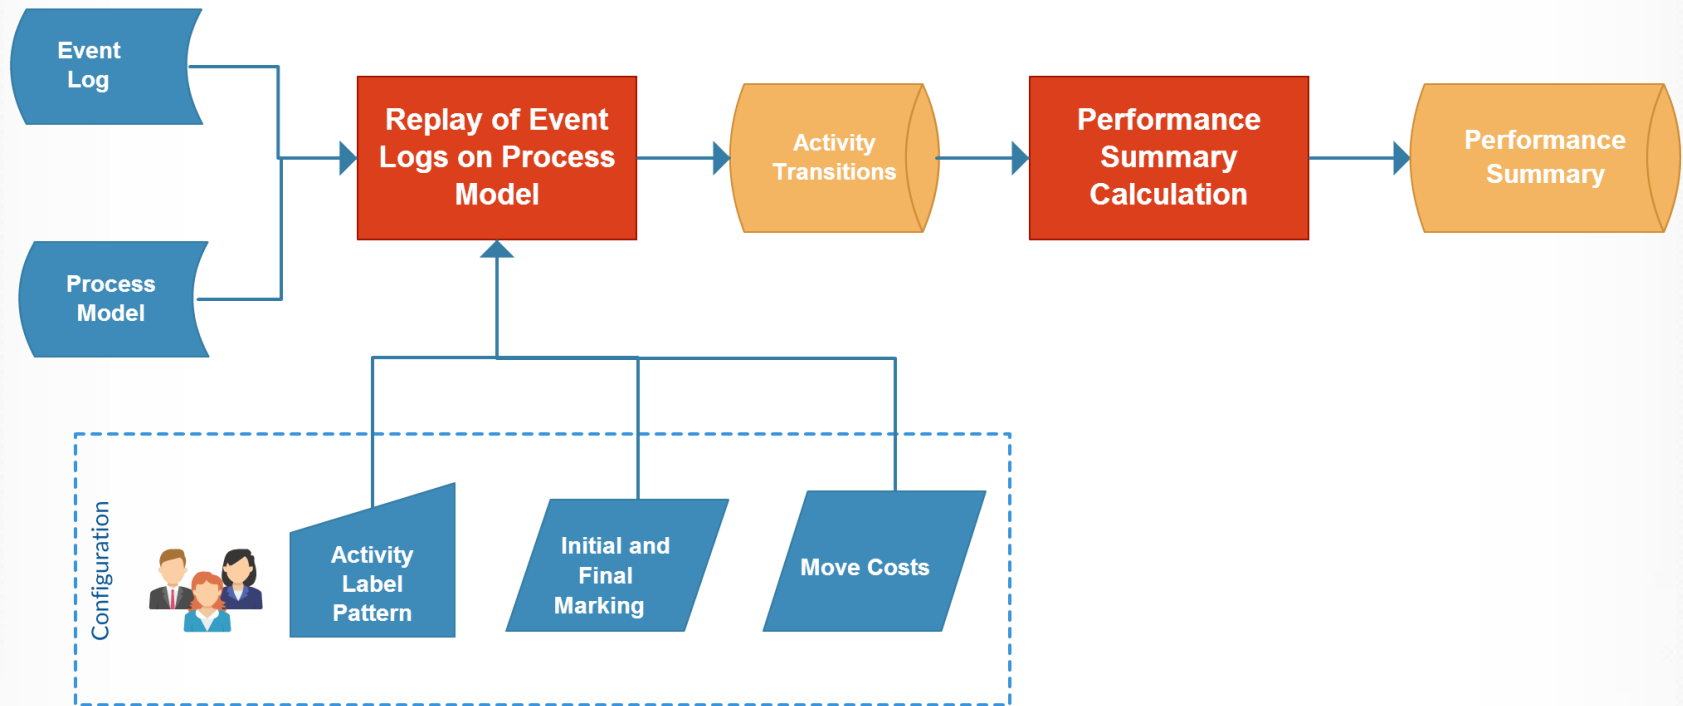 Event
Log
Replay of Event
Logs on Process
Model
Activity
Transitions
Performance
Summary
Calculation
Performance
Summary
Process
Model
Configuration
Activity
Label
Pattern
Initial and
Final
Marking
Move Costs